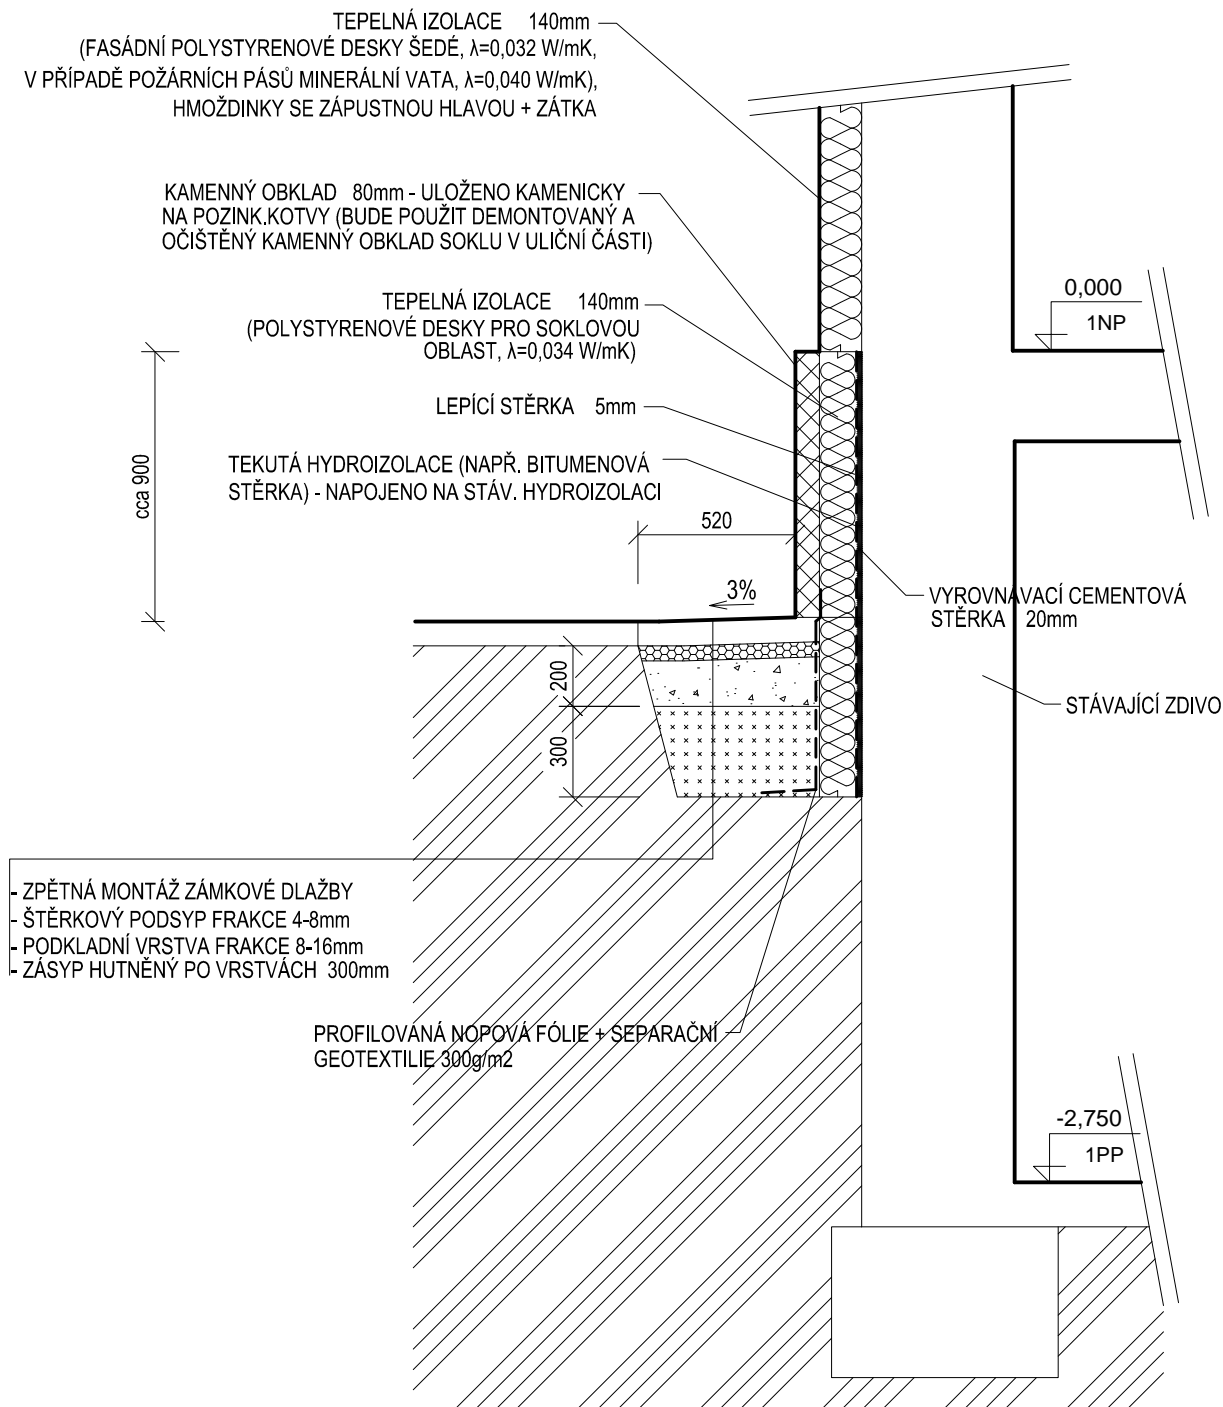 TEPELNÁ IZOLACE 140mm
(FASÁDNÍ POLYSTYRENOVÉ DESKY ŠEDÉ, λ=0,032 W/mK,
V PŘÍPADĚ POŽÁRNÍCH PÁSŮ MINERÁLNÍ VATA, λ=0,040 W/mK),
HMOŽDINKY SE ZÁPUSTNOU HLAVOU + ZÁTKA
KAMENNÝ OBKLAD 80mm - ULOŽENO KAMENICKY
NA POZINK.KOTVY (BUDE POUŽIT DEMONTOVANÝ A
OČIŠTĚNÝ KAMENNÝ OBKLAD SOKLU V ULIČNÍ ČÁSTI)
TEPELNÁ IZOLACE 140mm
(POLYSTYRENOVÉ DESKY PRO SOKLOVOU
OBLAST, λ=0,034 W/mK)
LEPÍCÍ STĚRKA 5mm
TEKUTÁ HYDROIZOLACE (NAPŘ. BITUMENOVÁ
STĚRKA) - NAPOJENO NA STÁV. HYDROIZOLACI
0,000
1NP
cca 900
520
3%
VYROVNÁVACÍ CEMENTOVÁ
STĚRKA 20mm
200
300
STÁVAJÍCÍ ZDIVO
- ZPĚTNÁ MONTÁŽ ZÁMKOVÉ DLAŽBY
- ŠTĚRKOVÝ PODSYP FRAKCE 4-8mm
- PODKLADNÍ VRSTVA FRAKCE 8-16mm
- ZÁSYP HUTNĚNÝ PO VRSTVÁCH 300mm
PROFILOVANÁ NOPOVÁ FÓLIE + SEPARAČNÍ
GEOTEXTILIE 300g/m2
-2,750
1PP